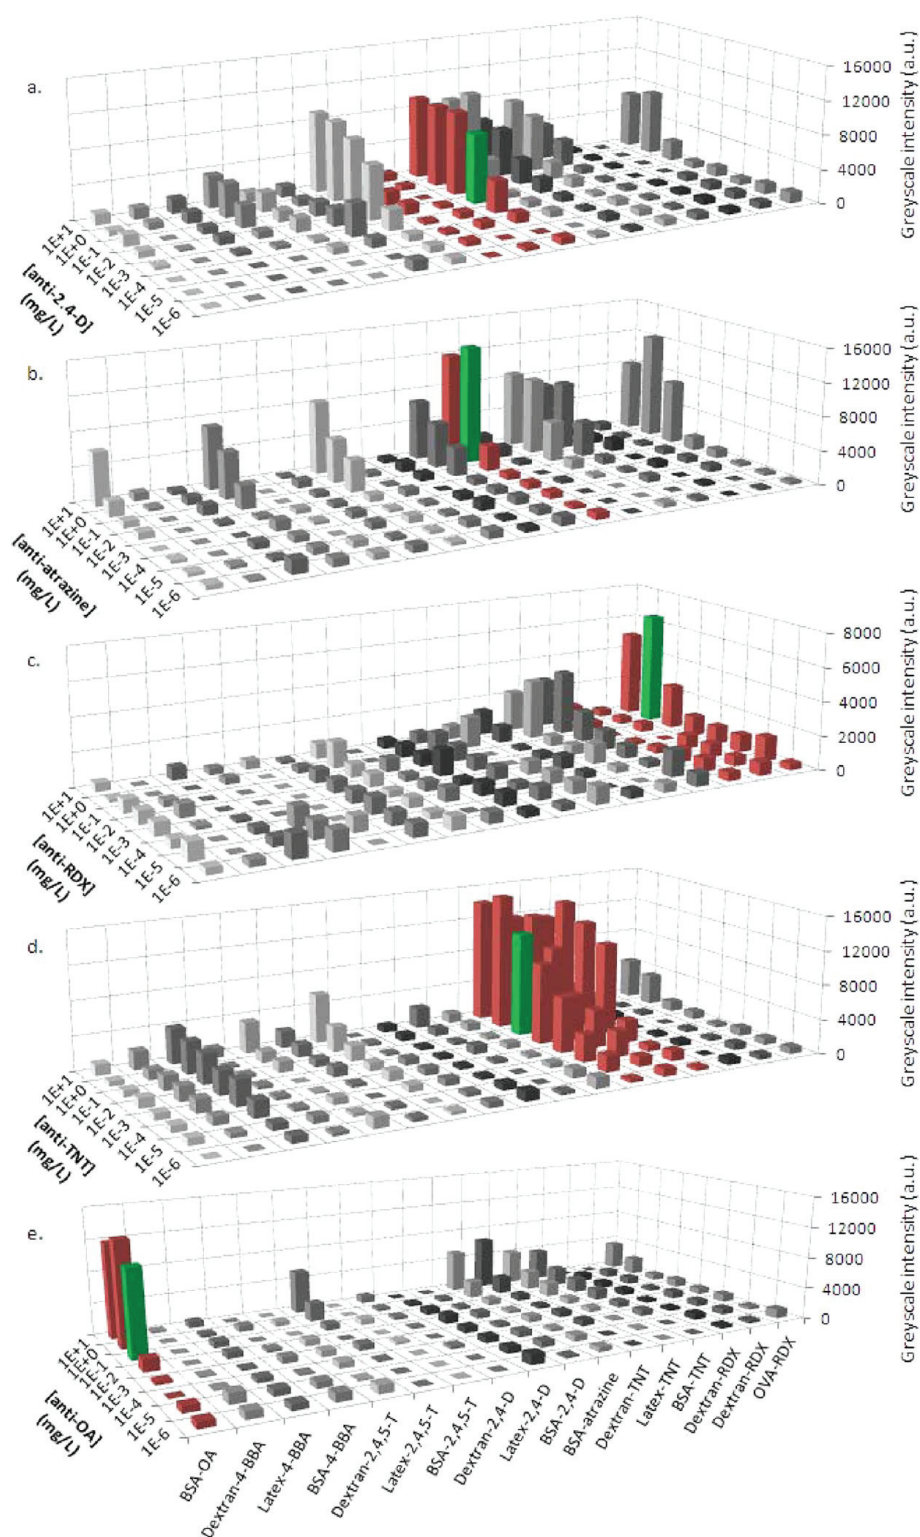 a.
16000
12000
8000
4000
0
Greyscale intensity (a.u.)
1E+1
1E+0
1E-1
1E-2
1E-3
1E-4
1E-5
1E-6
[anti-2.4-D]
(mg/L)
b.
16000
12000
8000
4000
0
Greyscale intensity (a.u.)
1E+1
1E+0
1E-1
1E-2
1E-3
1E-4
1E-5
1E-6
[anti-atrazine]
(mg/L)
c.
8000
6000
4000
2000
0
Greyscale intensity (a.u.)
1E+1
1E+0
1E-1
1E-2
1E-3
1E-4
1E-5
1E-6
[anti-RDX]
(mg/L)
d.
16000
12000
8000
4000
0
Greyscale intensity (a.u.)
1E+1
1E+0
1E-1
1E-2
1E-3
1E-4
1E-5
1E-6
[anti-TNT]
(mg/L)
e.
16000
12000
8000
4000
0
Greyscale intensity (a.u.)
1E+1
1E+0
1E-1
1E-2
1E-3
1E-4
1E-5
1E-6
[anti-OA]
(mg/L)
BSA-OA
Dextran-4-BBA
Latex-4-BBA
BSA-4-BBA
Dextran-2,4,5-T
Latex-2,4,5-T
BSA-2,4,5-T
Dextran-2,4-D
Latex-2,4-D
BSA-2,4-D
BSA-atrazine
Dextran-TNT
Latex-TNT
BSA-TNT
Dextran-RDX
Dextran-RDX
OVA-RDX